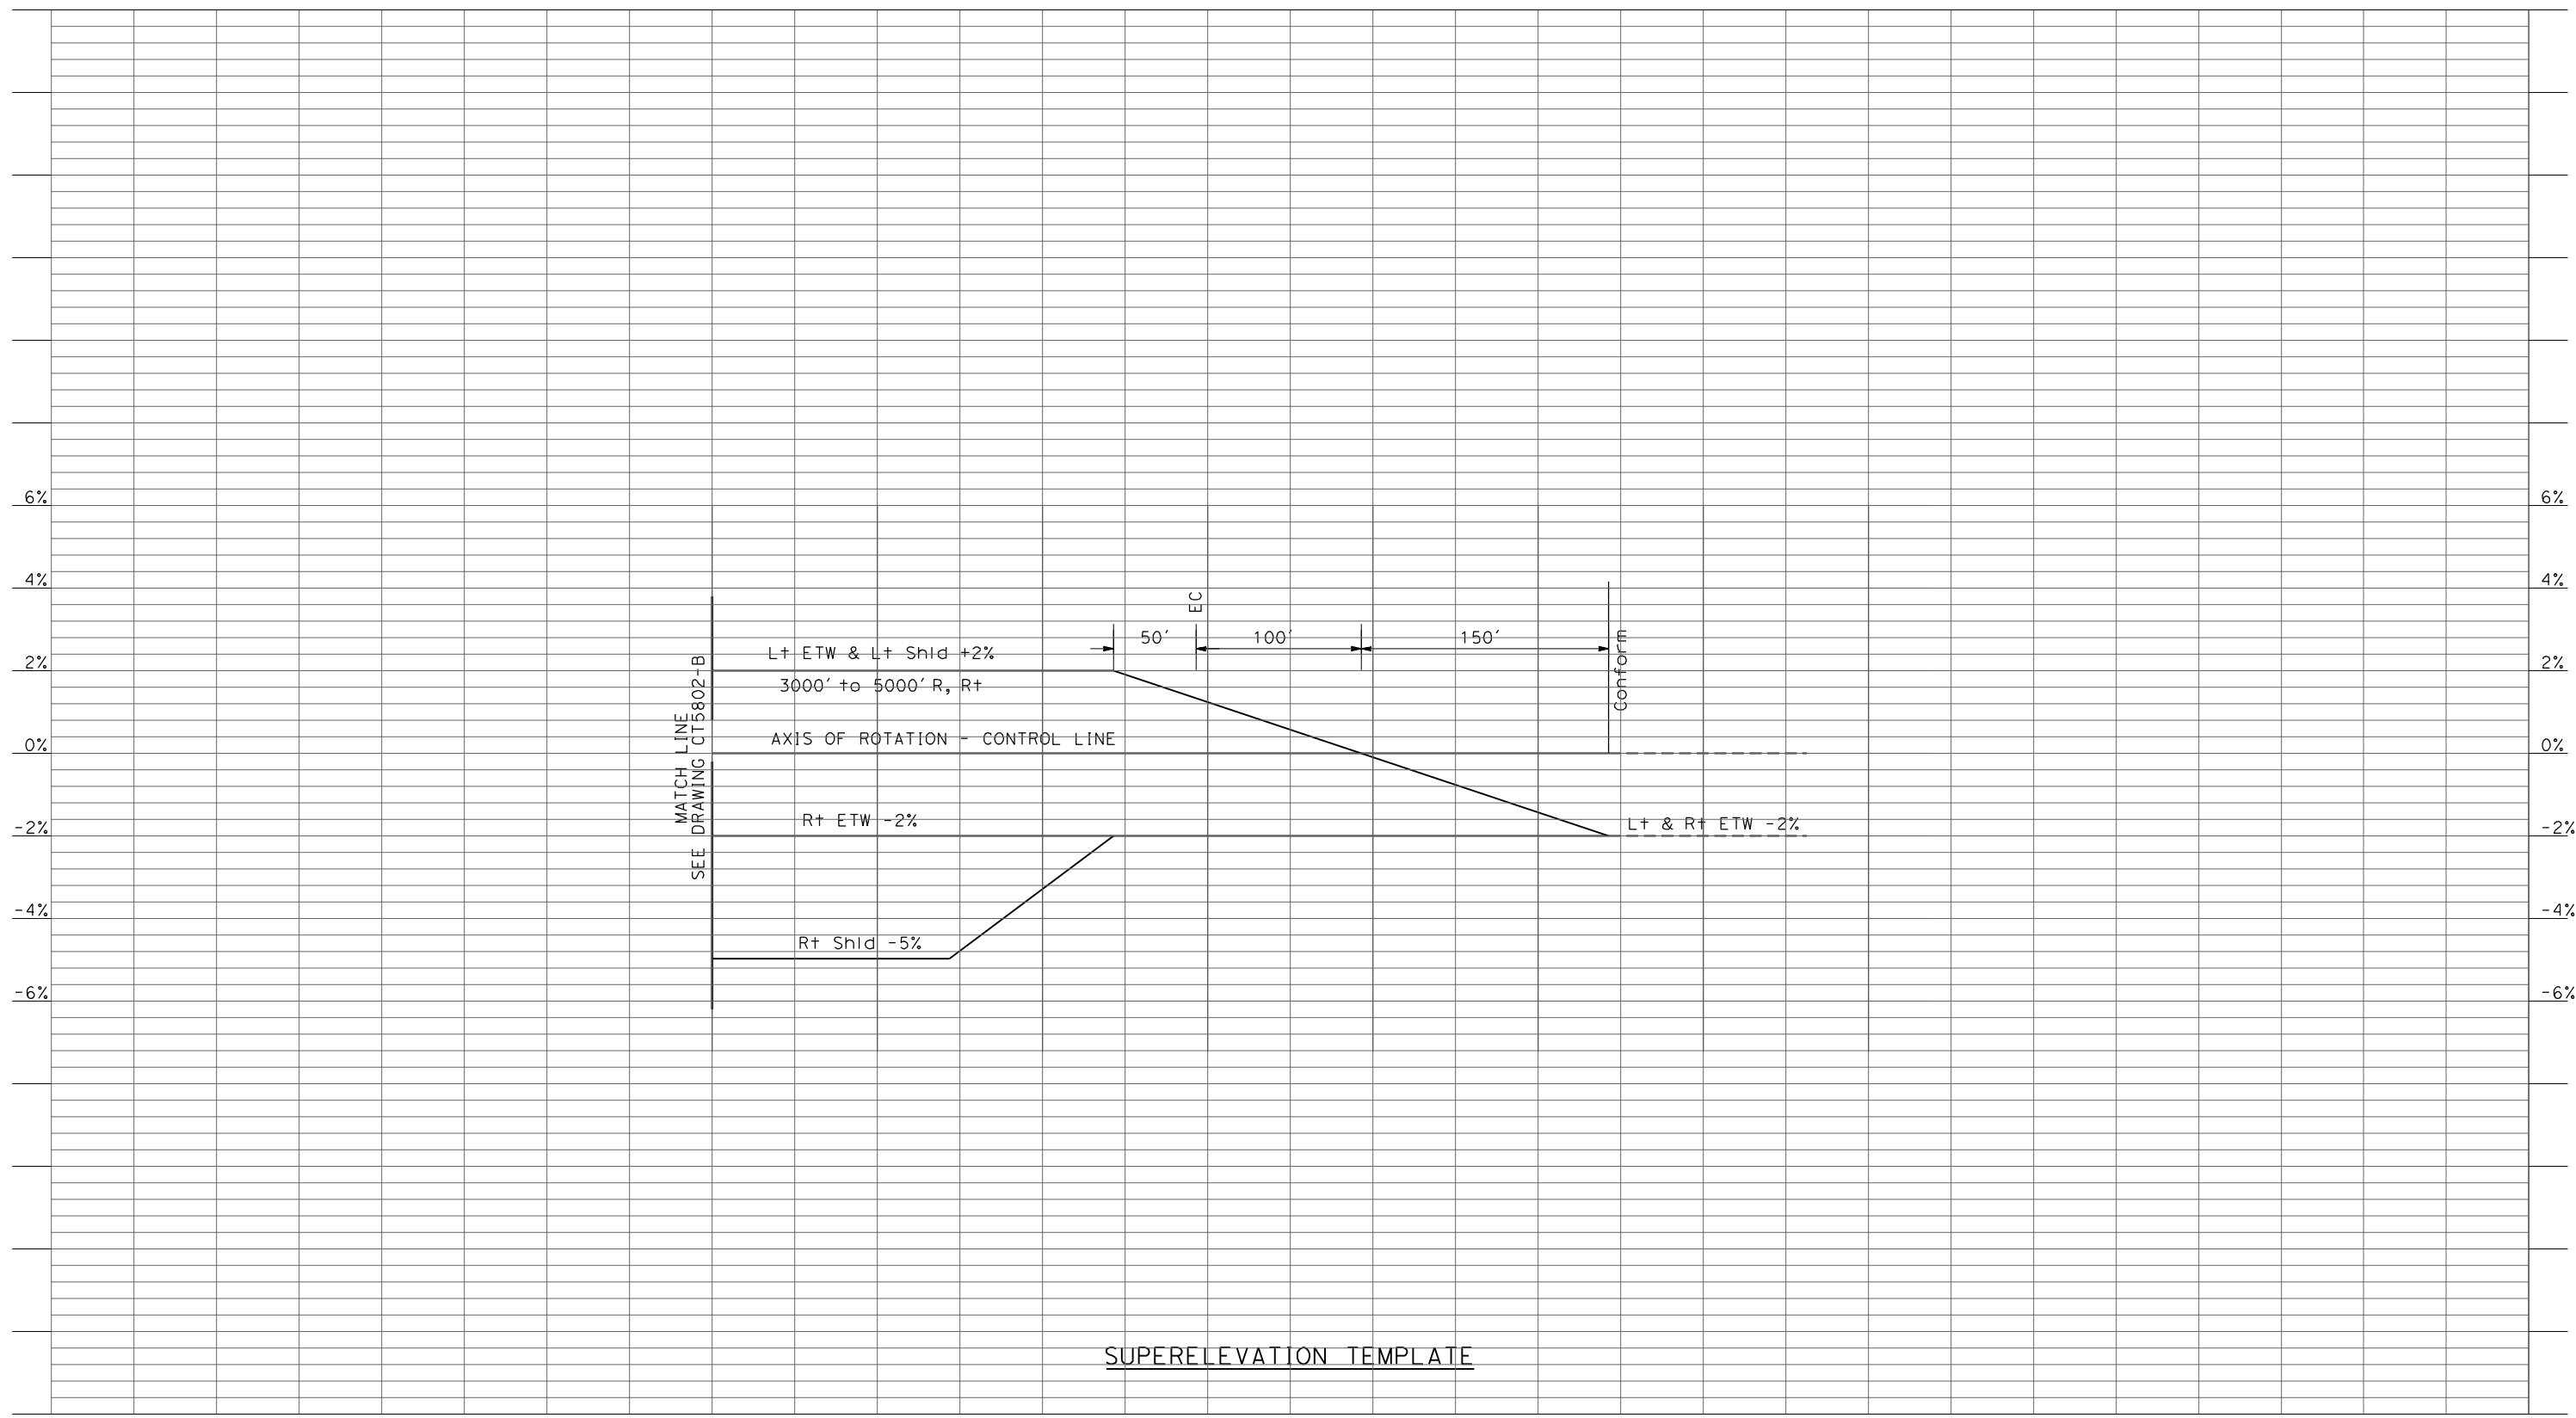 6% 6%
4% 4%
EC
50′ 100′ 150′
Lt ETW & Lt Shld +2%
2% 2%
3000′ to 5000′ R, Rt
Conform
MATCH LINE
SEE DRAWING CT5802-B
AXIS OF ROTATION - CONTROL LINE
0% 0%
Rt ETW -2%
Lt & Rt ETW -2%
-2% -2%
-4% -4%
Rt Shld -5%
-6% -6%
SUPERELEVATION TEMPLATE